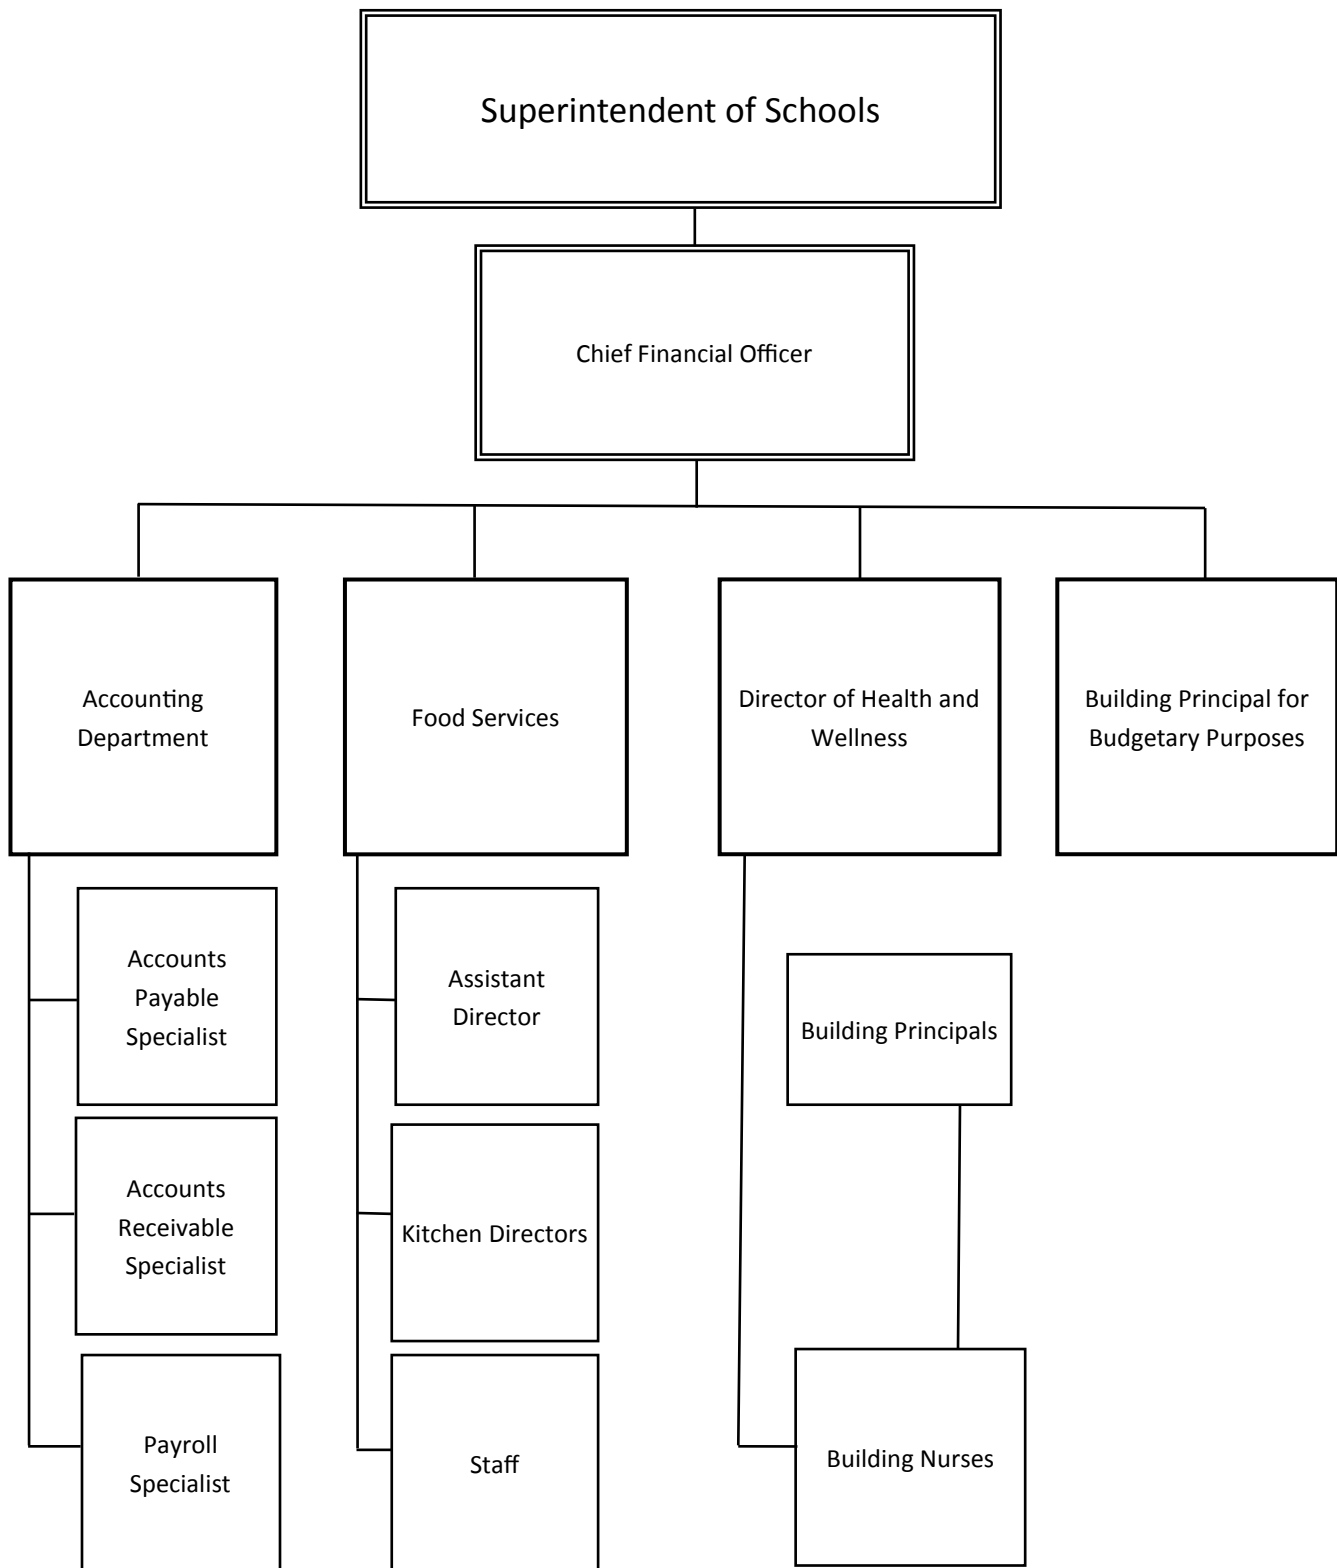 Superintendent of Schools
Chief Financial Officer
Accounting
Department
Food Services
Director of Health and
Wellness
Building Principal for
Budgetary Purposes
Accounts
Payable
Specialist
Assistant
Director
Building Principals
Accounts
Receivable
Specialist
Kitchen Directors
Payroll
Specialist
Staff
Building Nurses